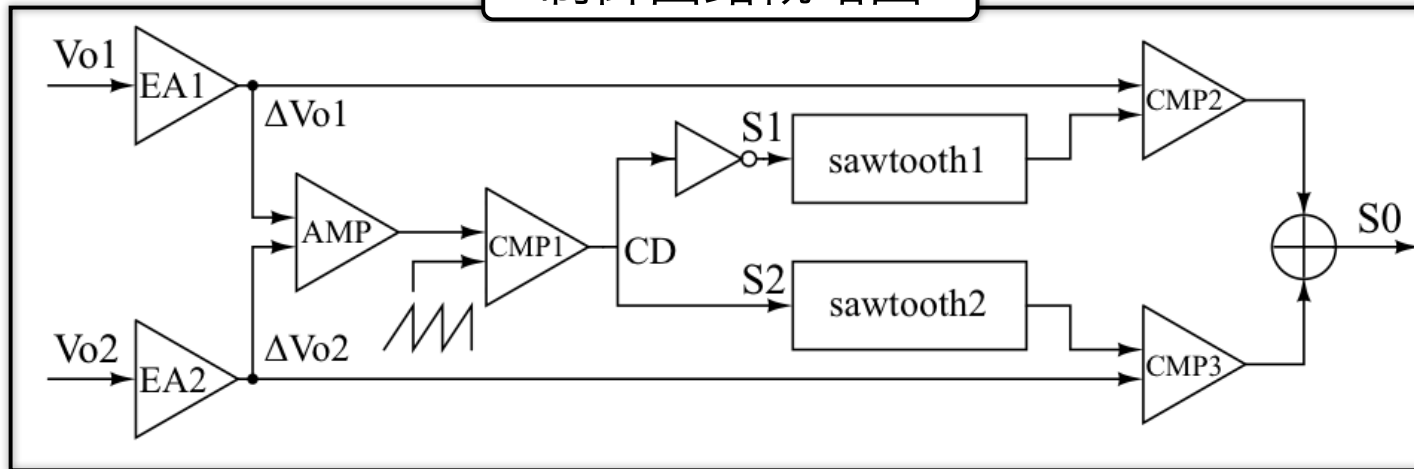 Vo1
EA1
ΔVo1
CMP2
S1
sawtooth1
AMP
CMP1
CD
S0
S2
sawtooth2
Vo2
EA2
ΔVo2
CMP3